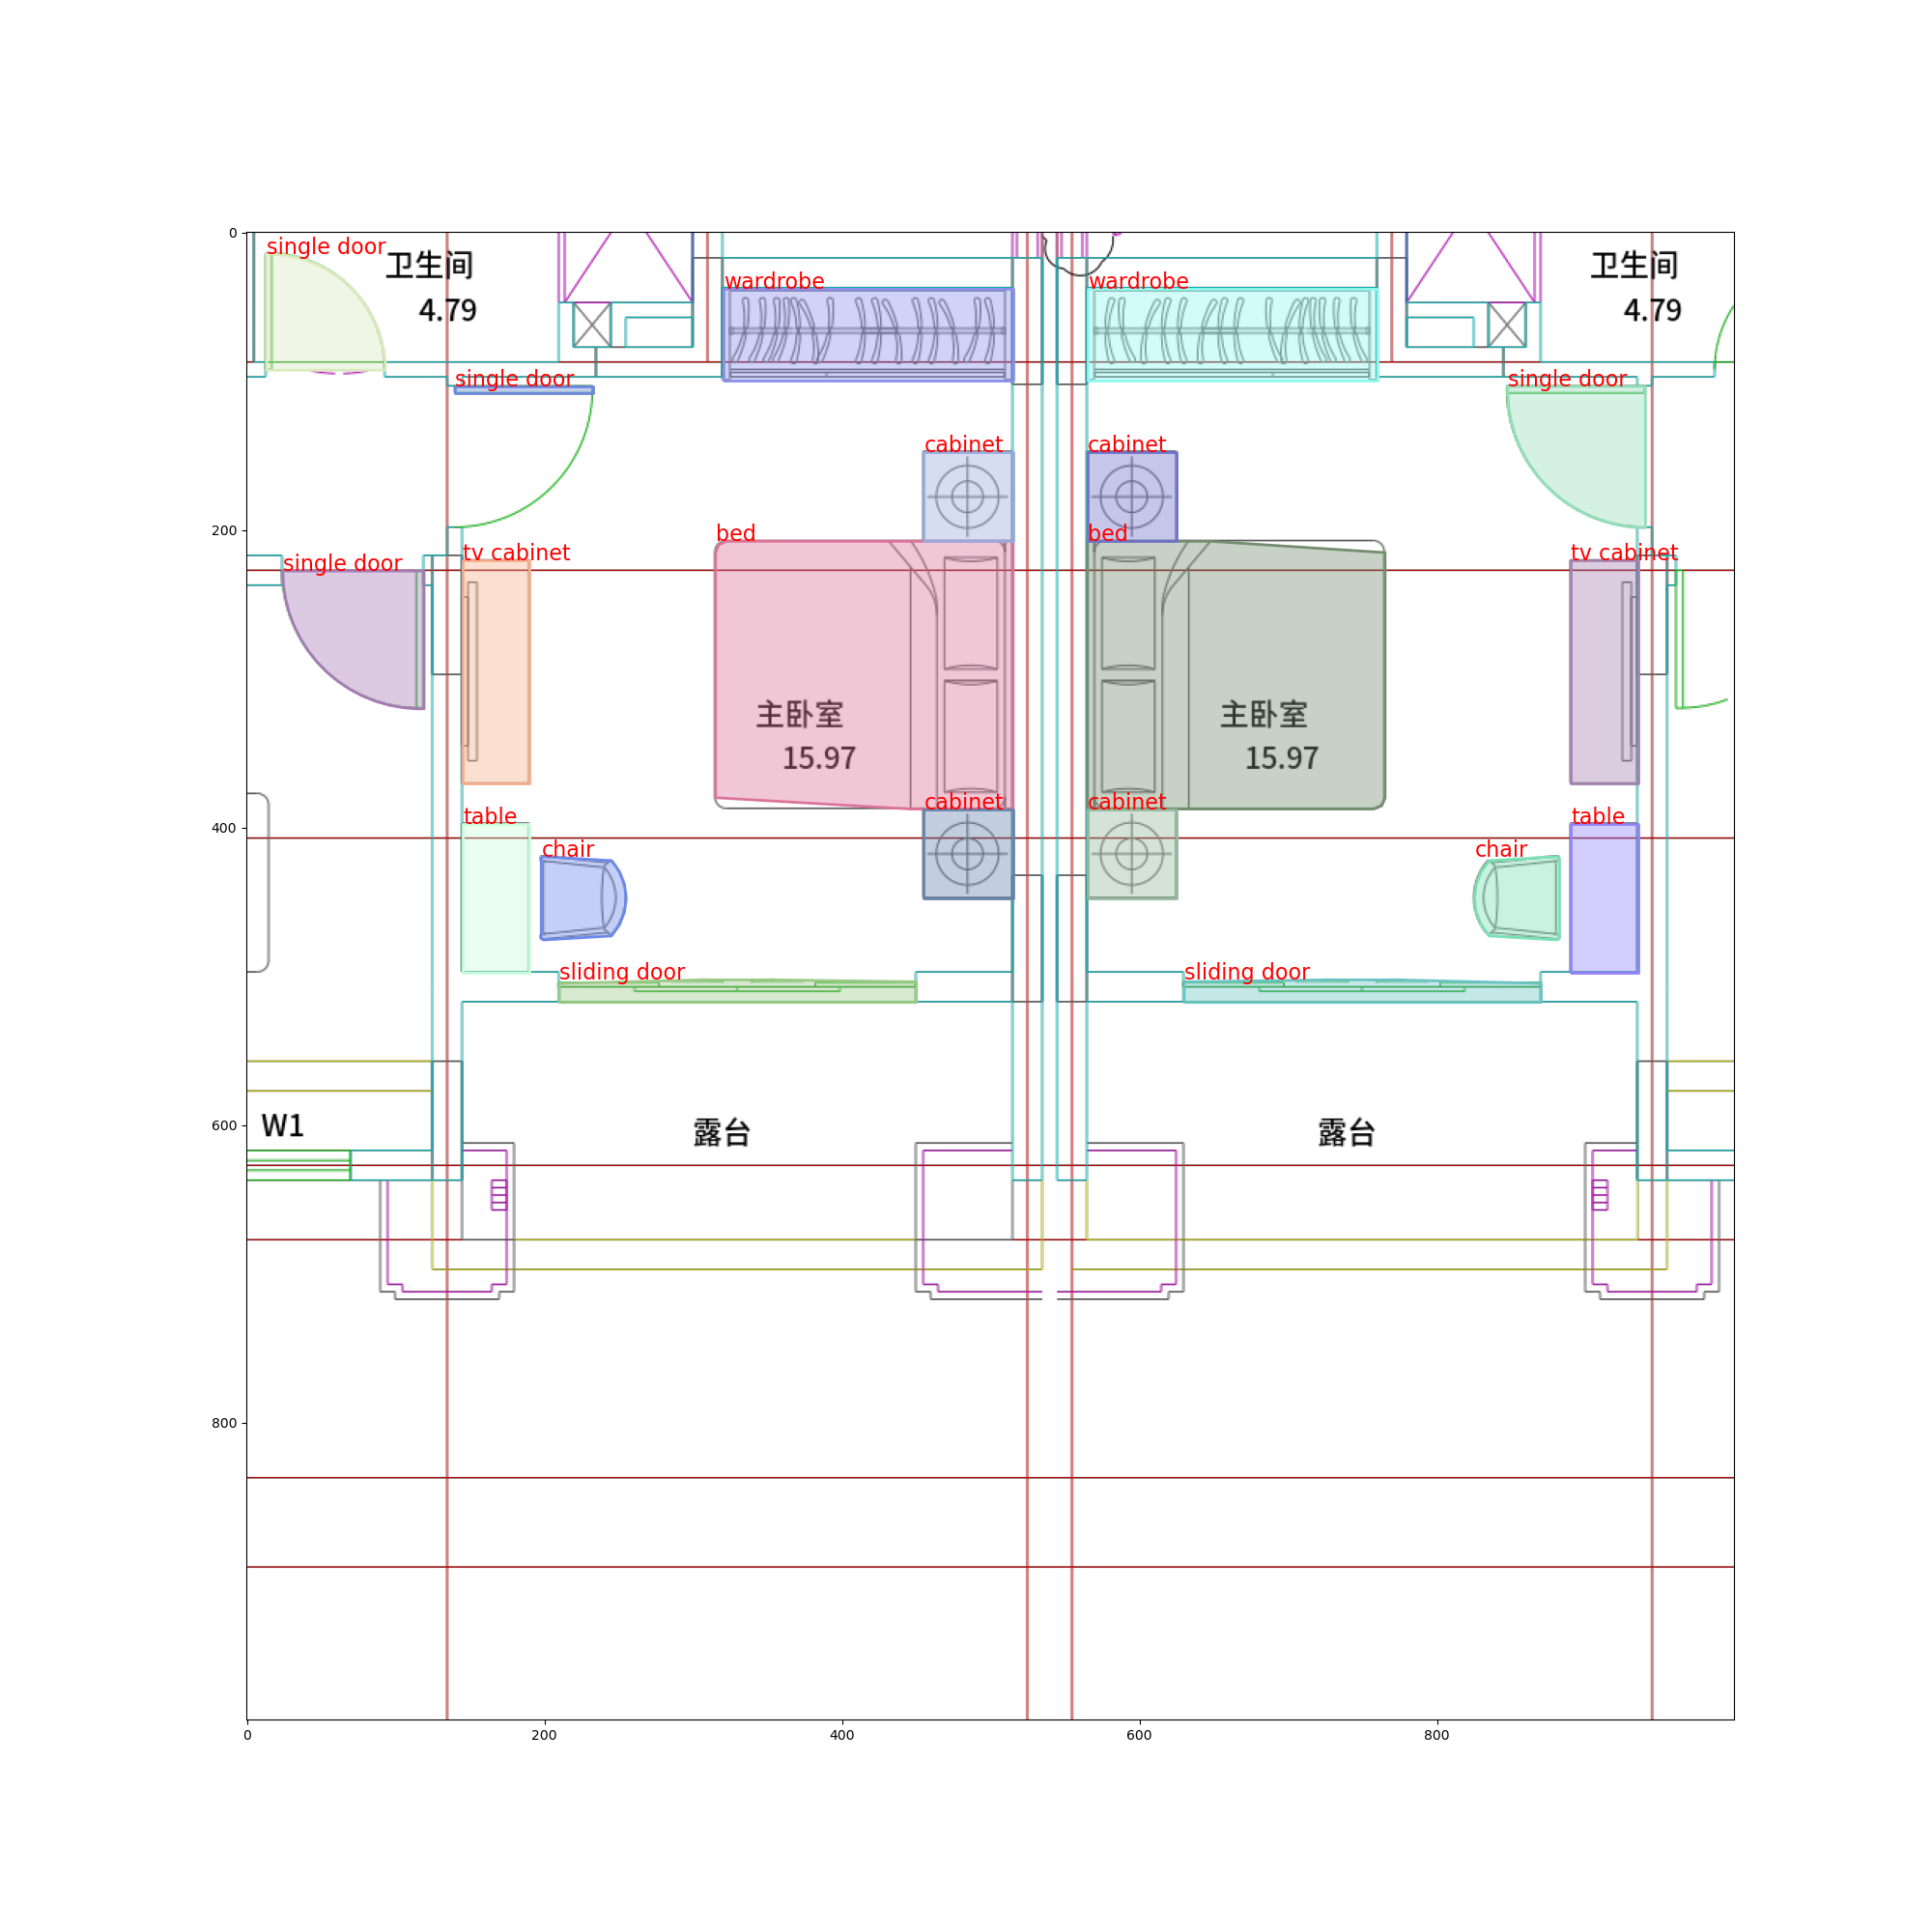 0
single door
卫生间
4.79
卫生间
4.79
wardrobe
wardrobe
single door
single door
cabinet
cabinet
200
bed
bed
single door
tv cabinet
tv cabinet
主卧室
15.97
主卧室
15.97
cabinet
cabinet
400
table
table
chair
chair
sliding door
sliding door
600
W1
露台
露台
800
0
200
400
600
800